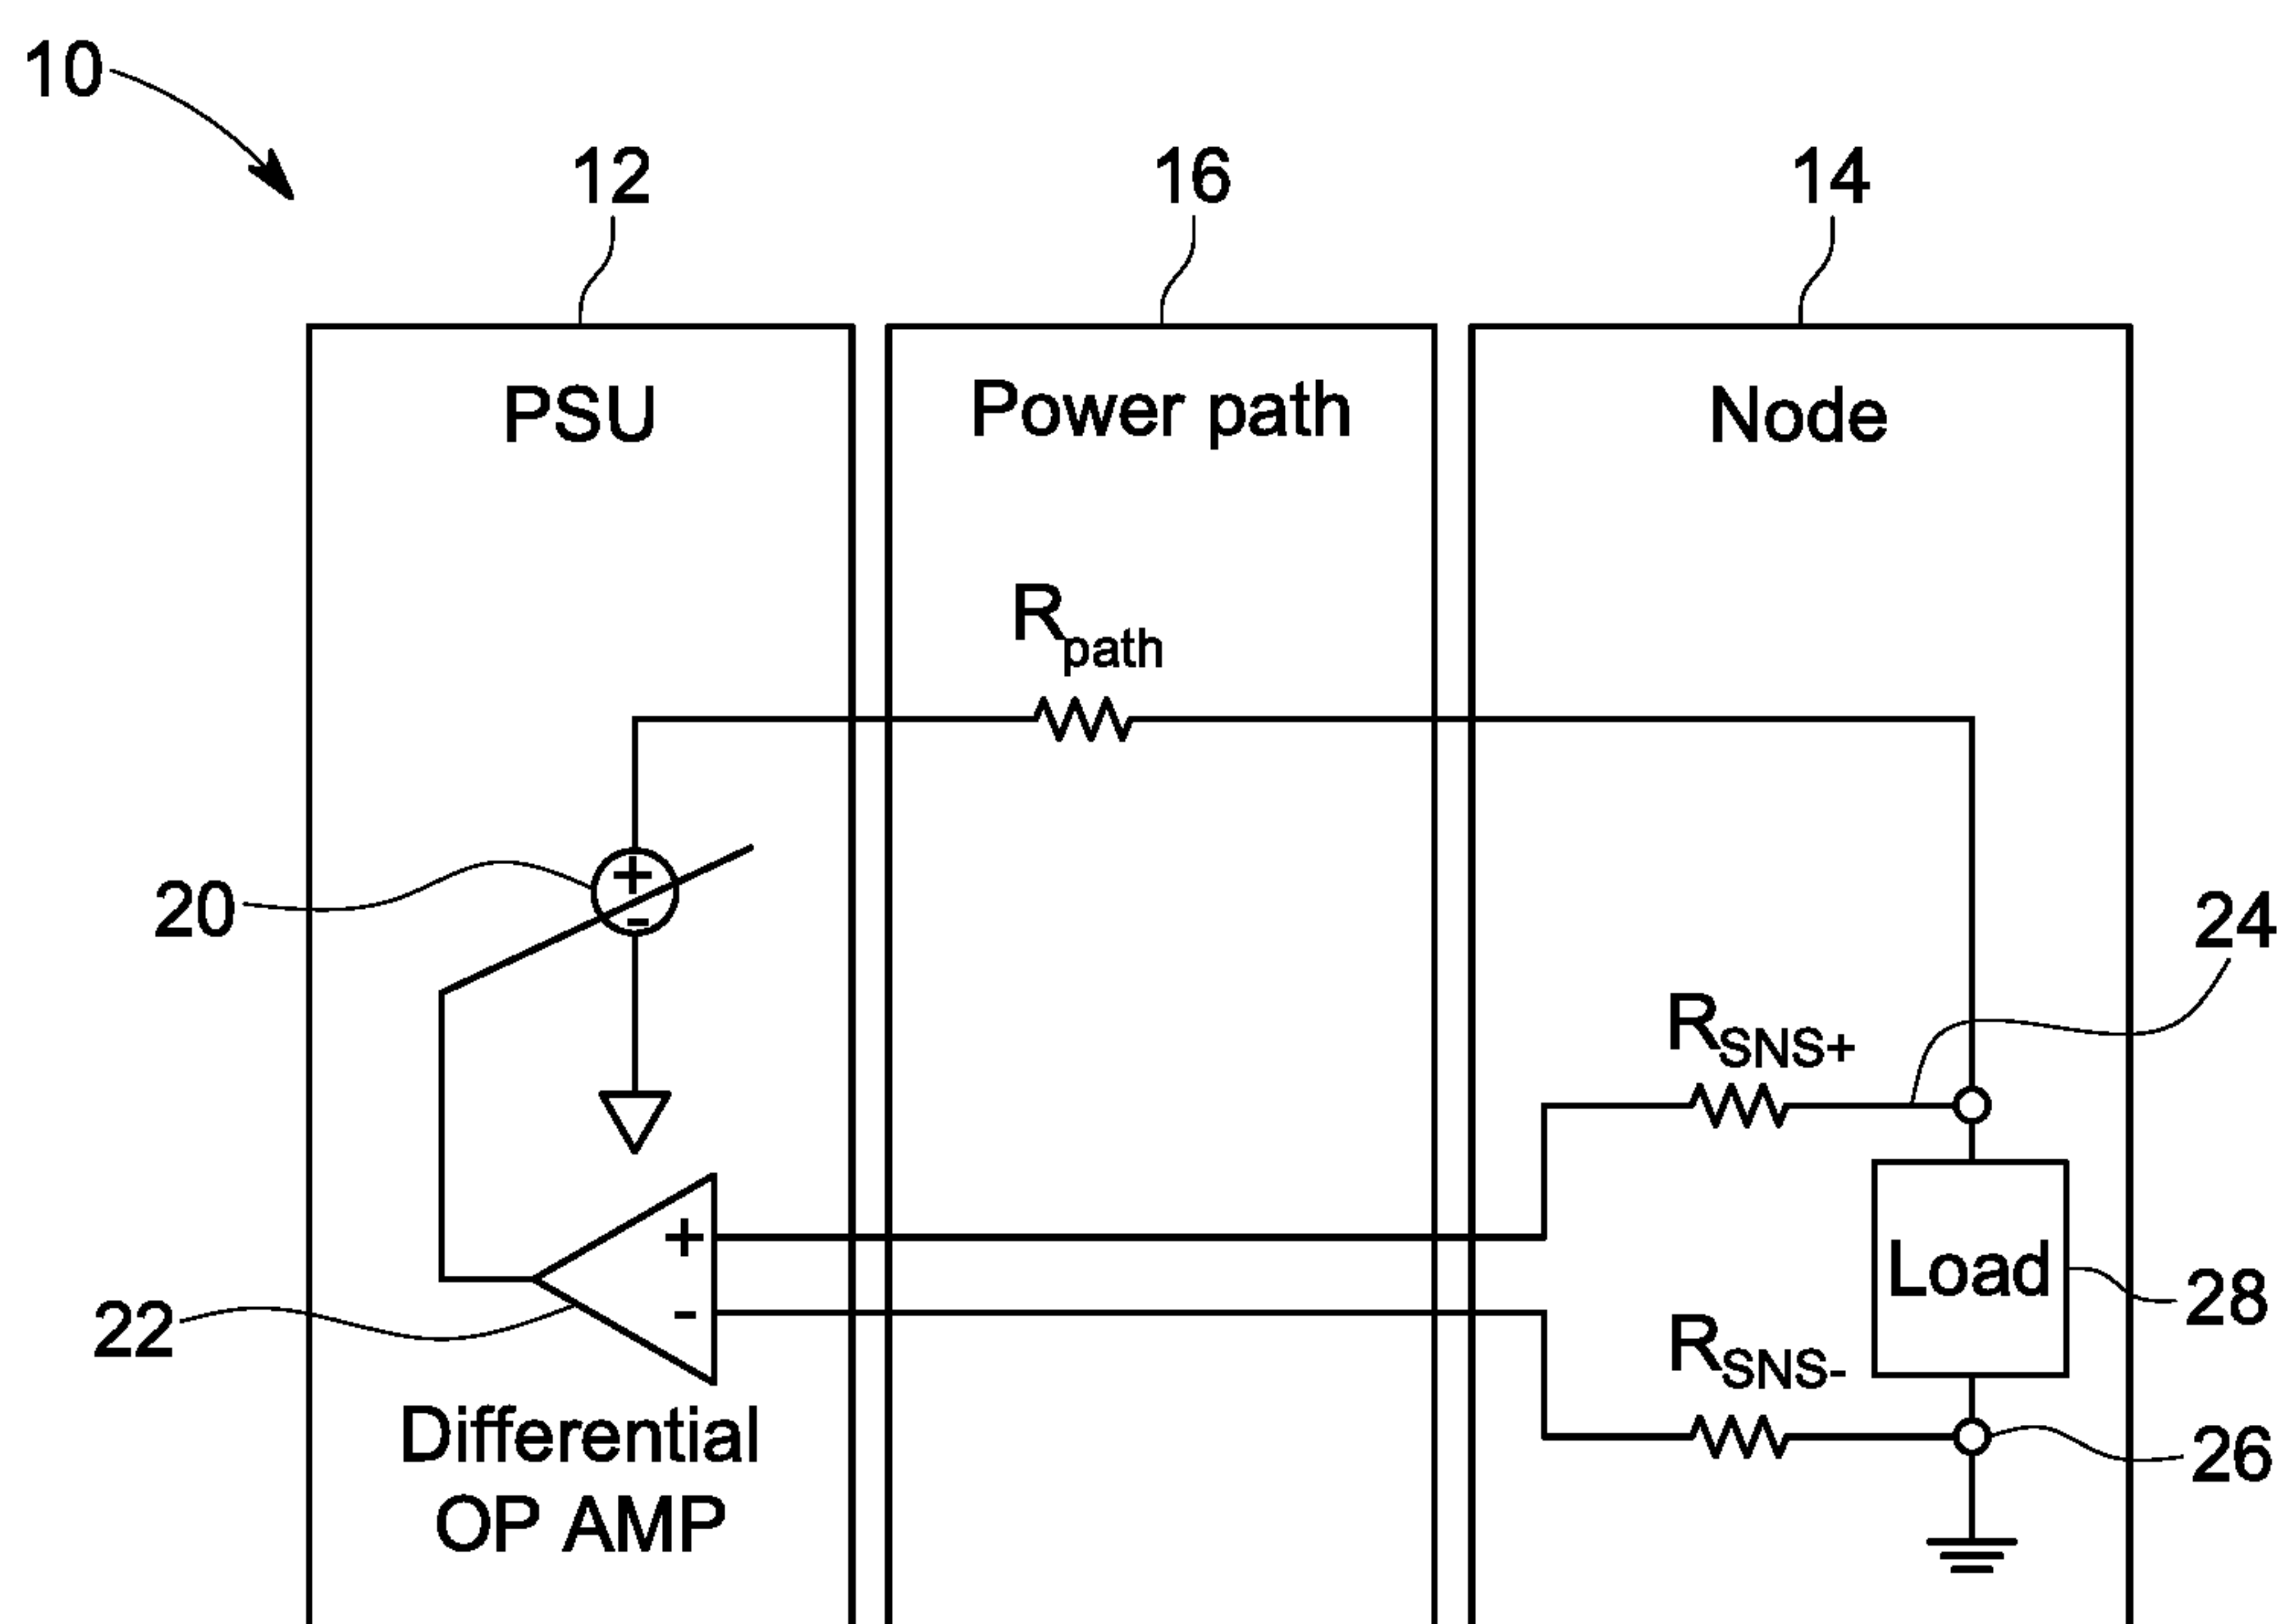 10
12
16
14
PSU
Power path
Node
Rpath
+
-
20
24
RSNS+
+
-
Load
28
22
RSNS-
Differential
OP AMP
26